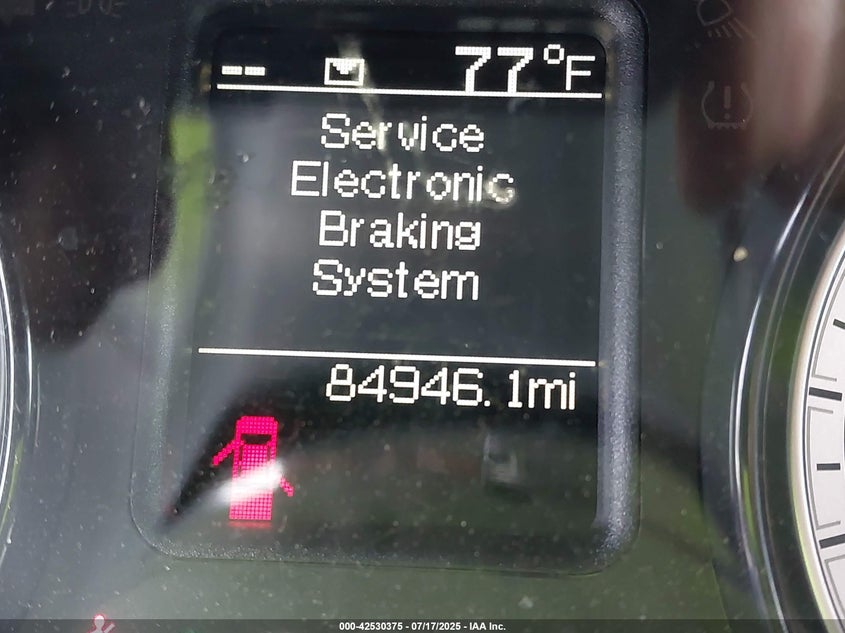 -- 77°F
Service
Electronic
Braking
System
84946.1mi
000-42530375 - 07/17/2025 - IAA Inc.